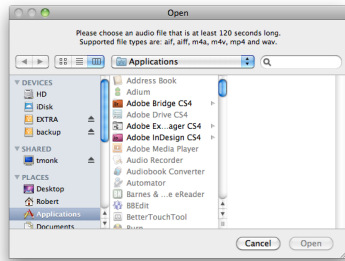 Open
Please choose an audio file that is at least 120 seconds long.
Supported file types are: aif, aiff, m4a, m4v, mp4 and wav.
Applications
DEVICES
HD
iDisk
EXTRA
backup
SHARED
tmonk
PLACES
Desktop
Robert
Applications
Documents
Address Book
Adium
Adobe Bridge CS4
Adobe Drive CS4
Adobe Ex...ager CS4
Adobe InDesign CS4
Adobe Media Player
Audio Recorder
Audiobook Converter
Automator
Barnes & ...e eReader
BBEdit
BetterTouchTool
Burn
Cancel
Open